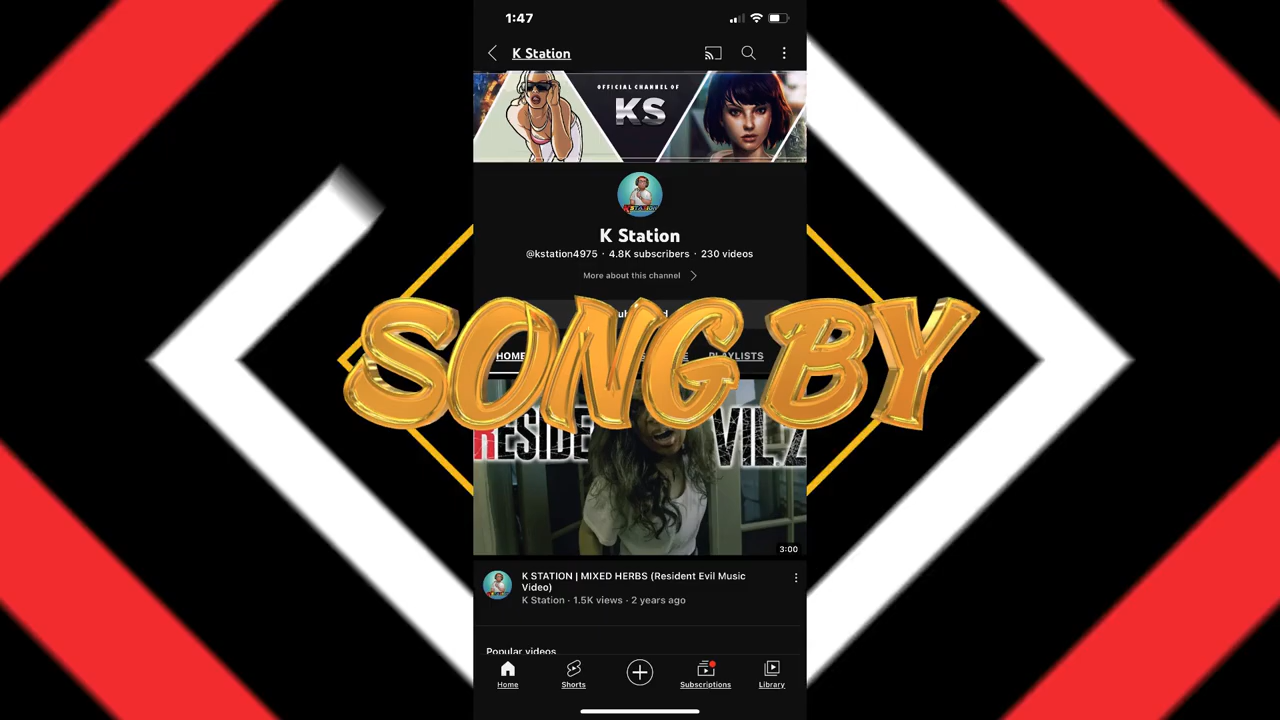 1:47
K Station
OFFICIAL CHANNEL OF
KS
K Station
@kstation4975 · 4.8K subscribers · 230 videos
More about this channel
SONG BY
HOME
PLAYLISTS
3:00
K STATION | MIXED HERBS (Resident Evil Music
Video)
K Station · 1.5K views · 2 years ago
Popular videos
Home Shorts Subscriptions Library